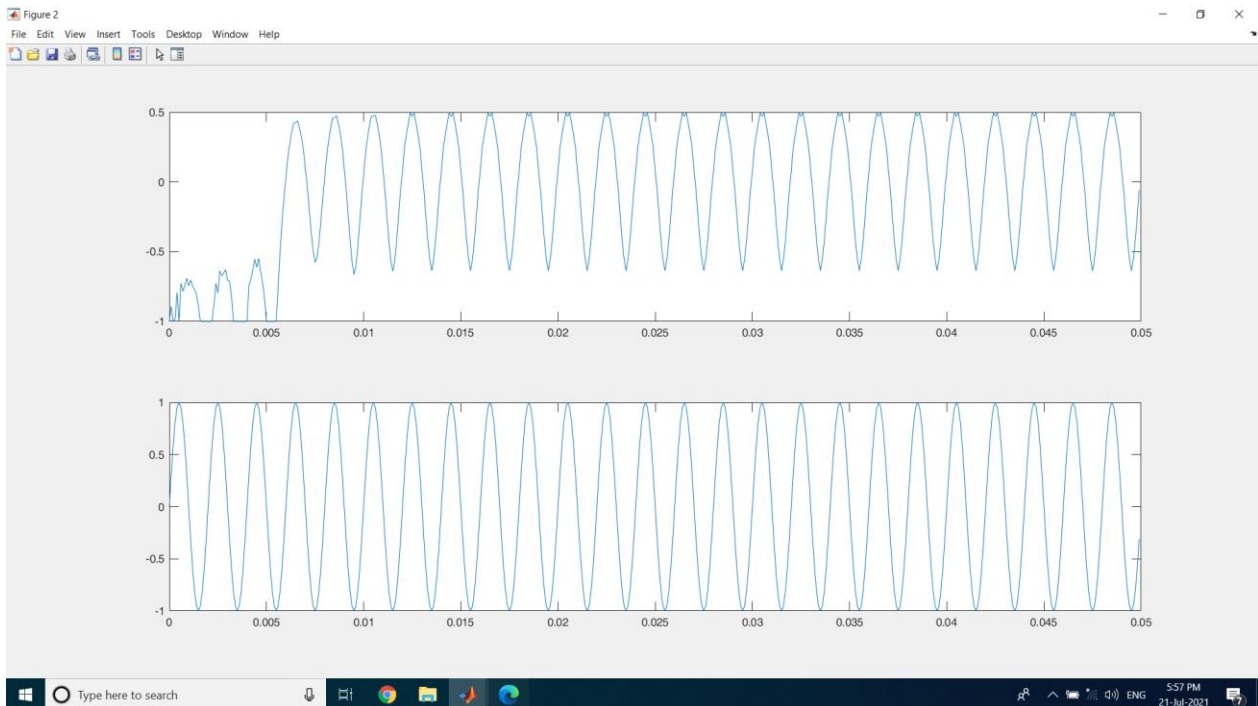 Figure 2
File Edit View Insert Tools Desktop Window Help
0.5
0
-0.5
-1
0 0.005 0.01 0.015 0.02 0.025 0.03 0.035 0.04 0.045 0.05
1
0.5
0
-0.5
-1
0 0.005 0.01 0.015 0.02 0.025 0.03 0.035 0.04 0.045 0.05
Type here to search
ENG
5:57 PM
21-Jul-2021
7